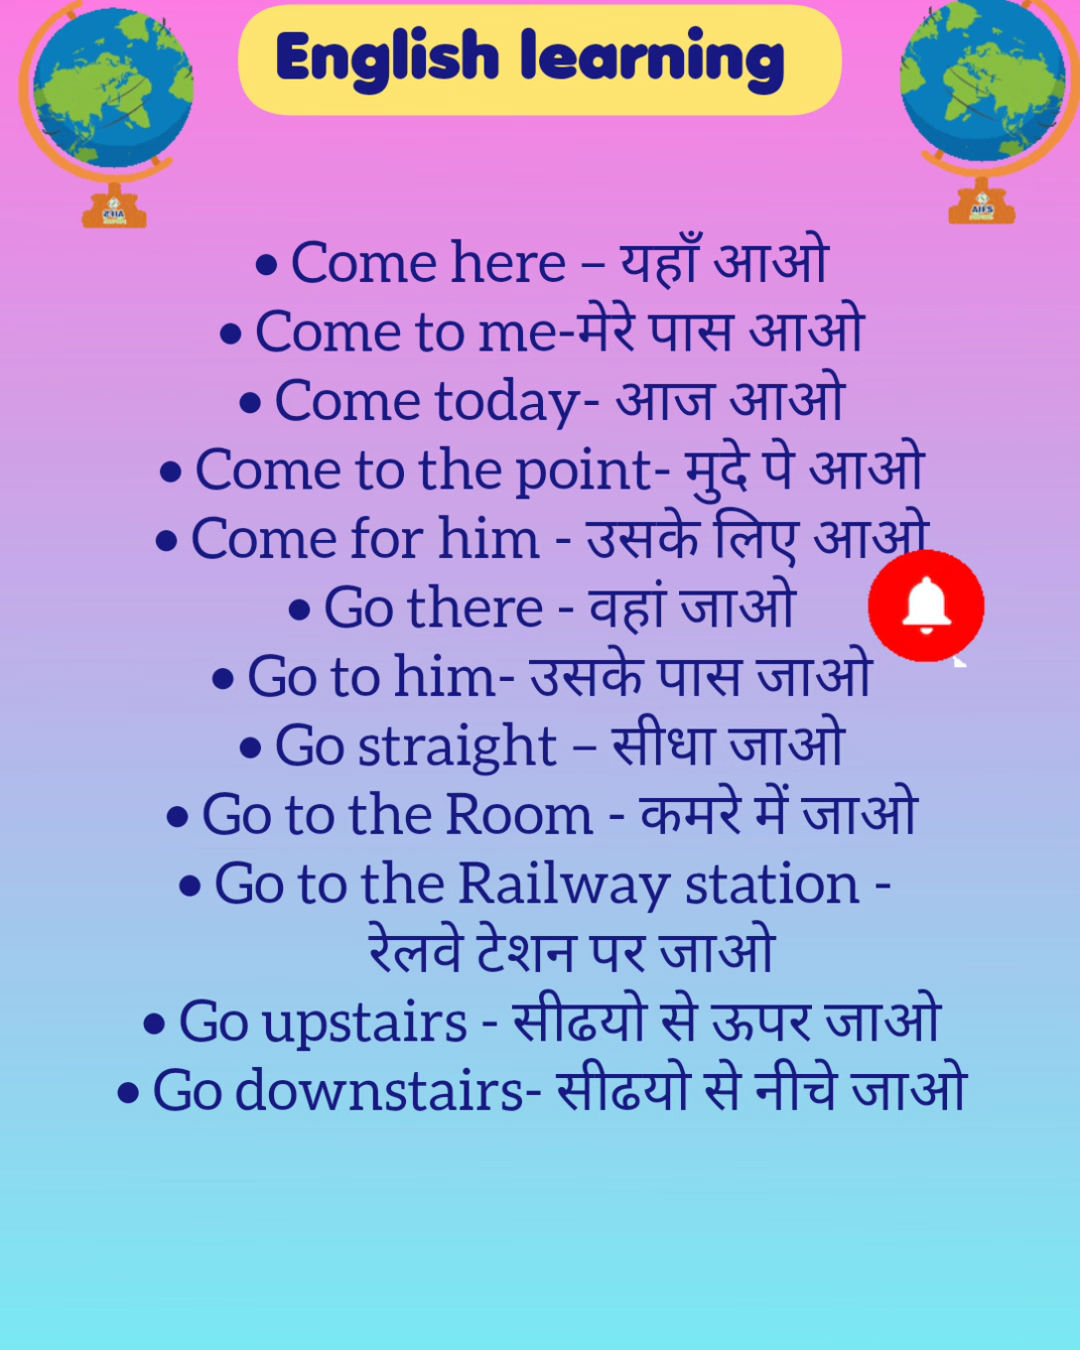 English learning
• Come here – यहाँ आओ
• Come to me-मेरे पास आओ
• Come today- आज आओ
• Come to the point- मुदे पे आओ
• Come for him - उसके लिए आओ
• Go there - वहां जाओ
• Go to him- उसके पास जाओ
• Go straight – सीधा जाओ
• Go to the Room - कमरे में जाओ
• Go to the Railway station -
रेलवे टेशन पर जाओ
• Go upstairs - सीढयो से ऊपर जाओ
• Go downstairs- सीढयो से नीचे जाओ
AIFS